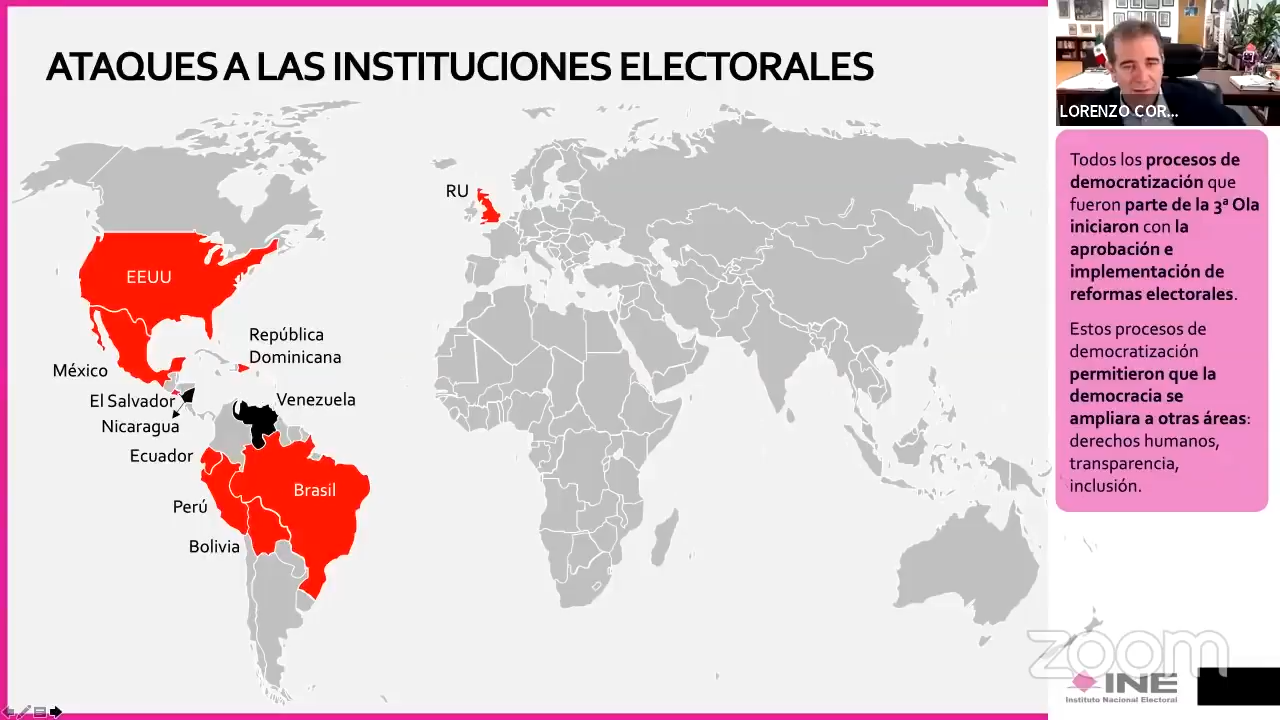 ATAQUES A LAS INSTITUCIONES ELECTORALES
LORENZO COR...
RU
EEUU
República
Dominicana
México
El Salvador
Venezuela
Nicaragua
Ecuador
Brasil
Perú
Bolivia
Todos los procesos de
democratización que
fueron parte de la 3ª Ola
iniciaron con la
aprobación e
implementación de
reformas electorales.
Estos procesos de
democratización
permitieron que la
democracia se
ampliara a otras áreas:
derechos humanos,
transparencia,
inclusión.
zoom
INE
Instituto Nacional Electoral